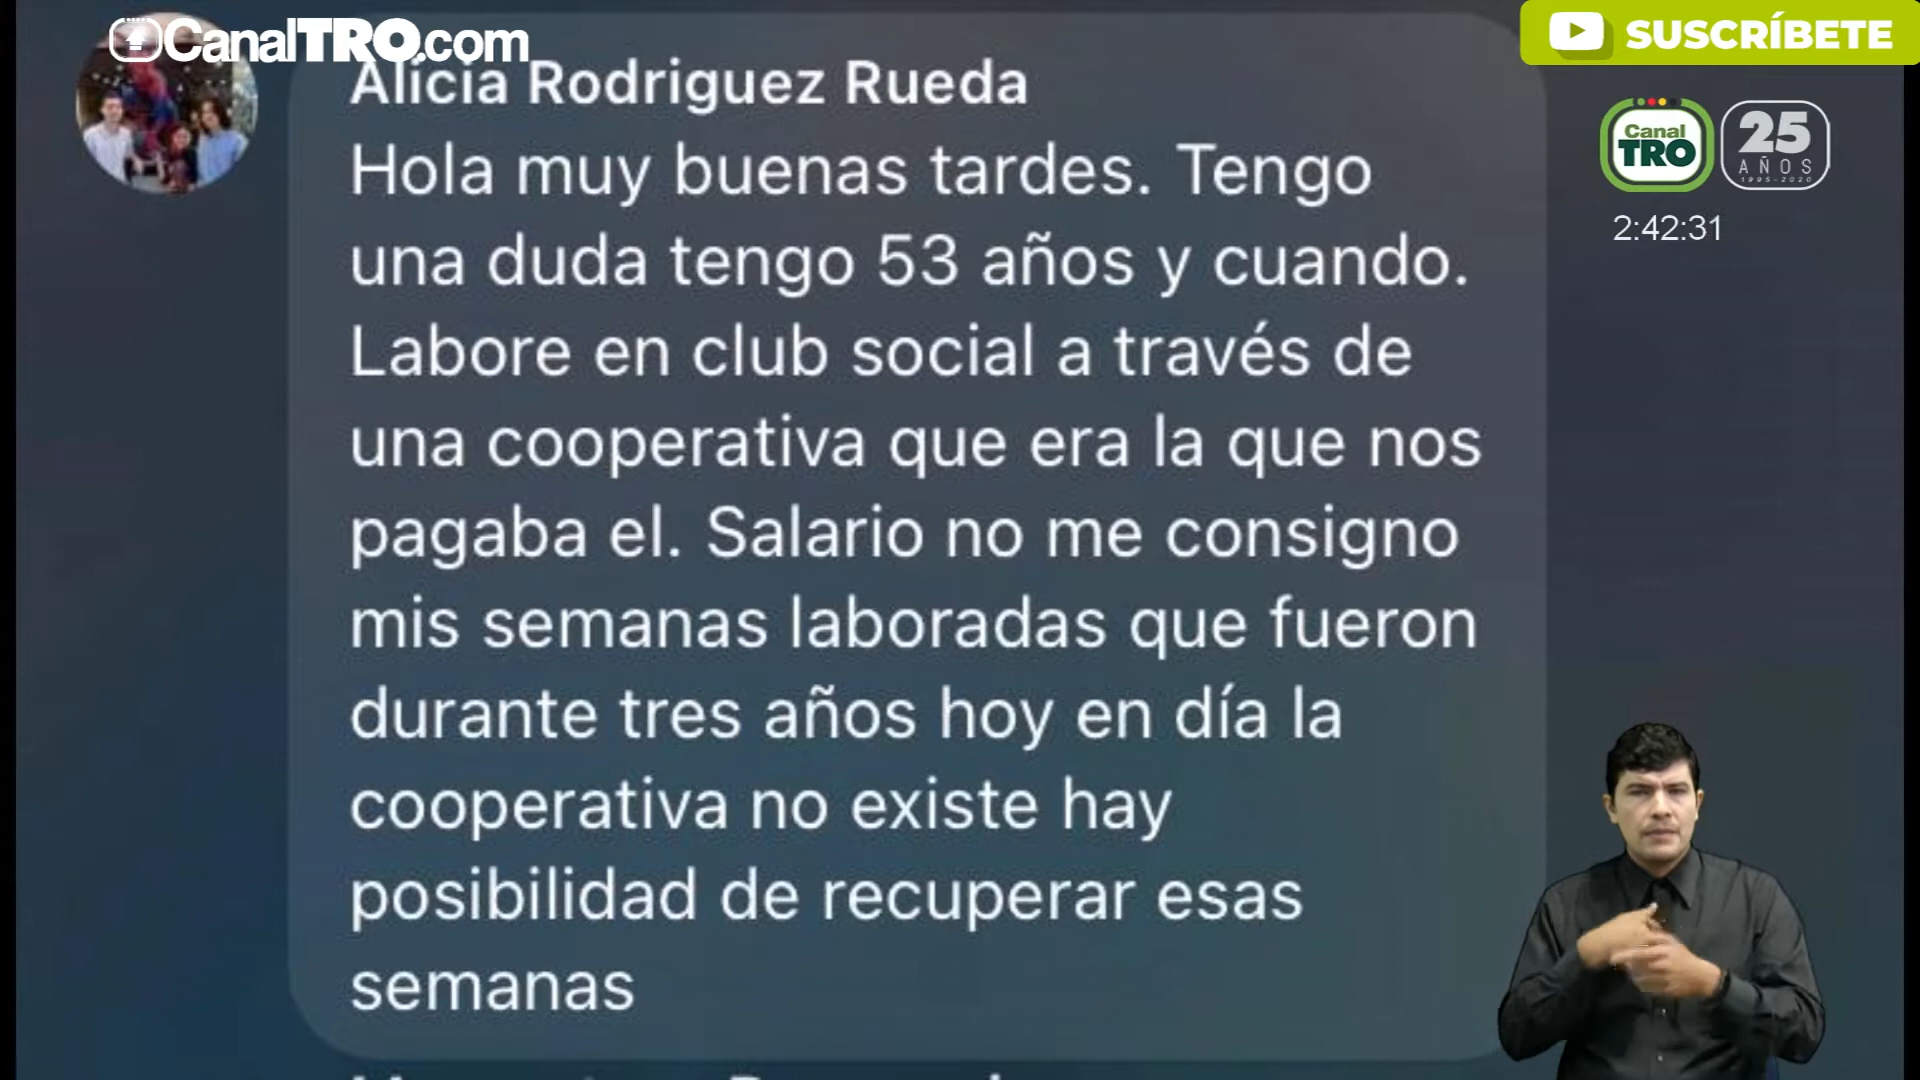 CanalTRO.com
SUSCRÍBETE
Canal
TRO
25
AÑOS
1995-2020
2:42:31
Alicia Rodriguez Rueda
Hola muy buenas tardes. Tengo
una duda tengo 53 años y cuando.
Labore en club social a través de
una cooperativa que era la que nos
pagaba el. Salario no me consigno
mis semanas laboradas que fueron
durante tres años hoy en día la
cooperativa no existe hay
posibilidad de recuperar esas
semanas